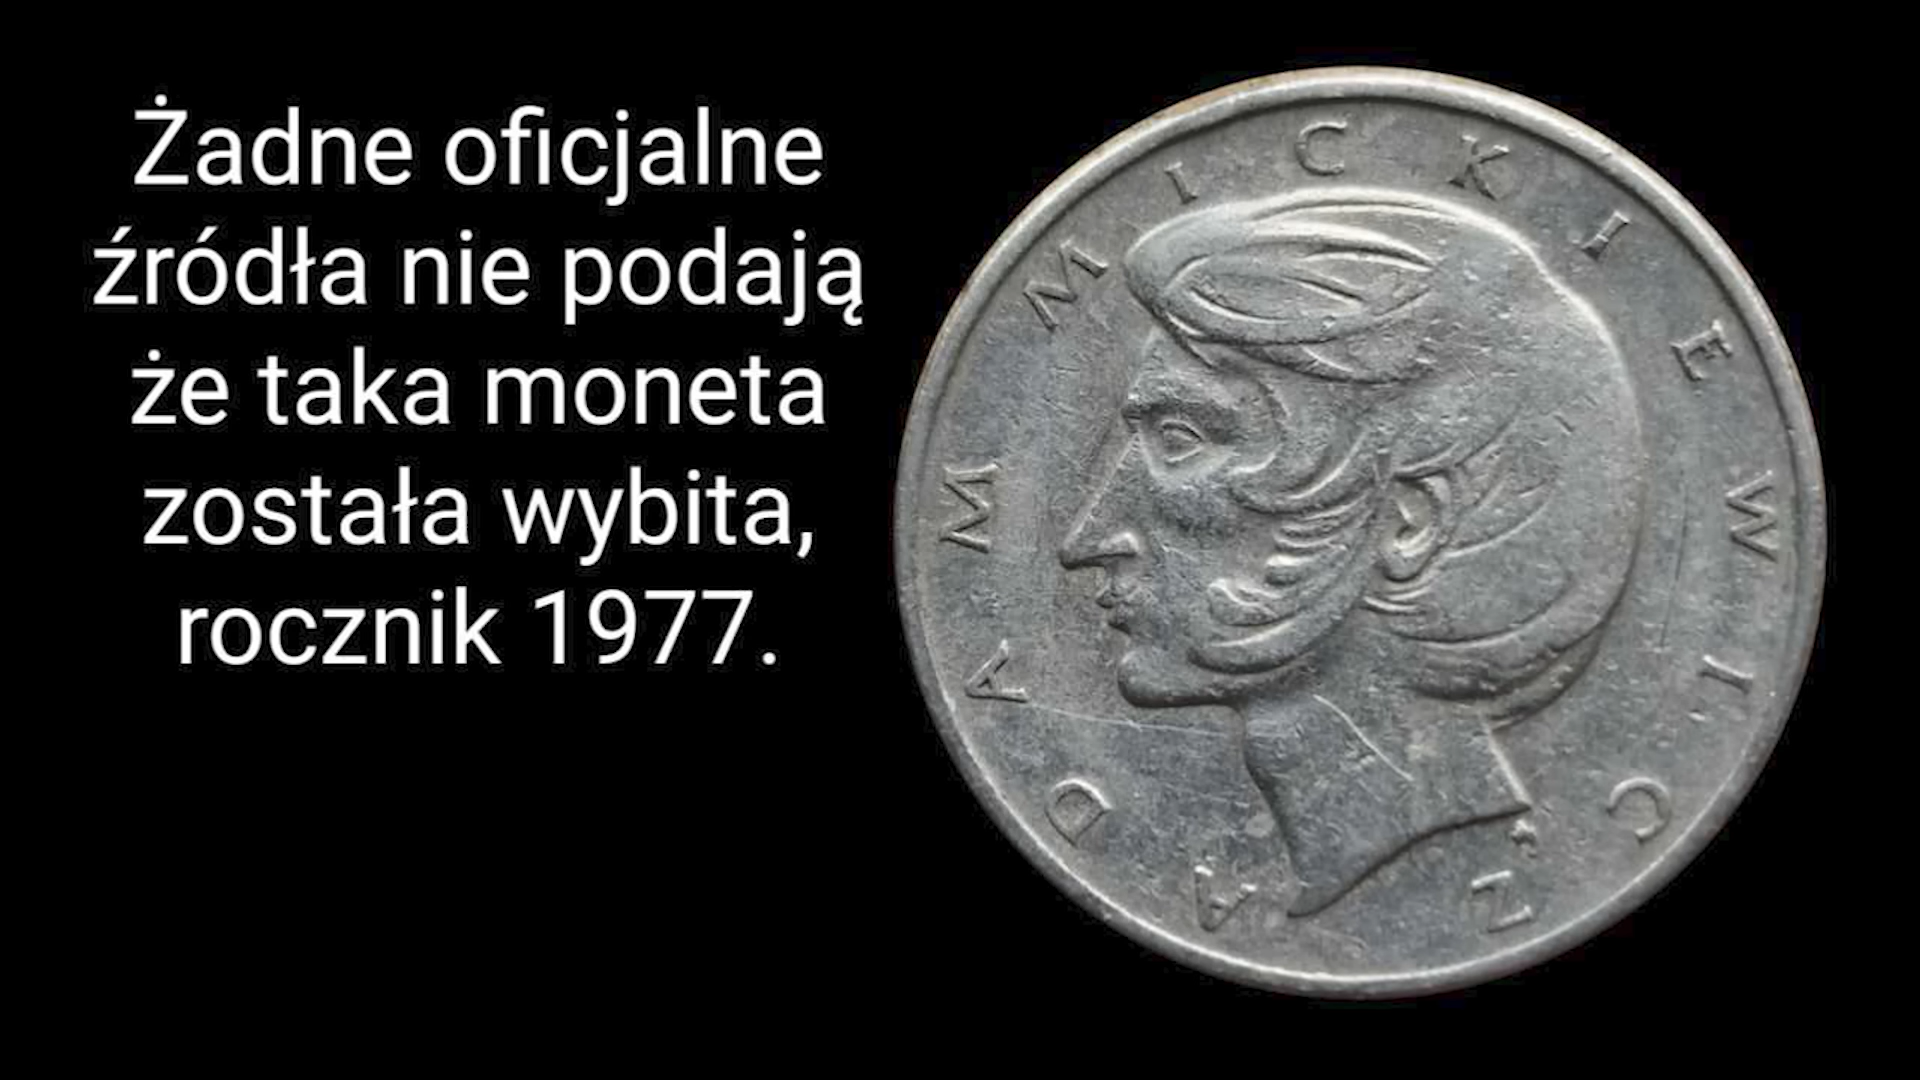 Żadne oficjalne
źródła nie podają
że taka moneta
została wybita,
rocznik 1977.
ADAM MICKIEWICZ